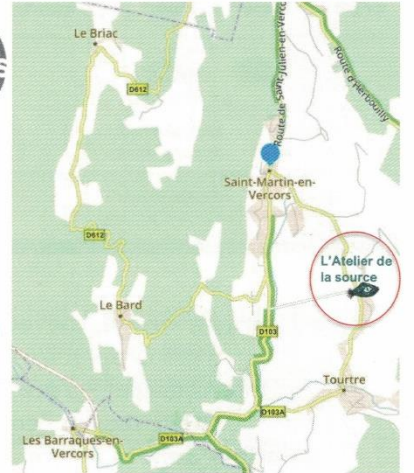 Le Briac
D612
Route de Saint-Julien-en-Vercors
Route d'Herbouilly
Saint-Martin-en-
Vercors
D612
L'Atelier de
la source
Le Bard
D103
Tourtre
D103A
D103A
Les Barraques-en-
Vercors